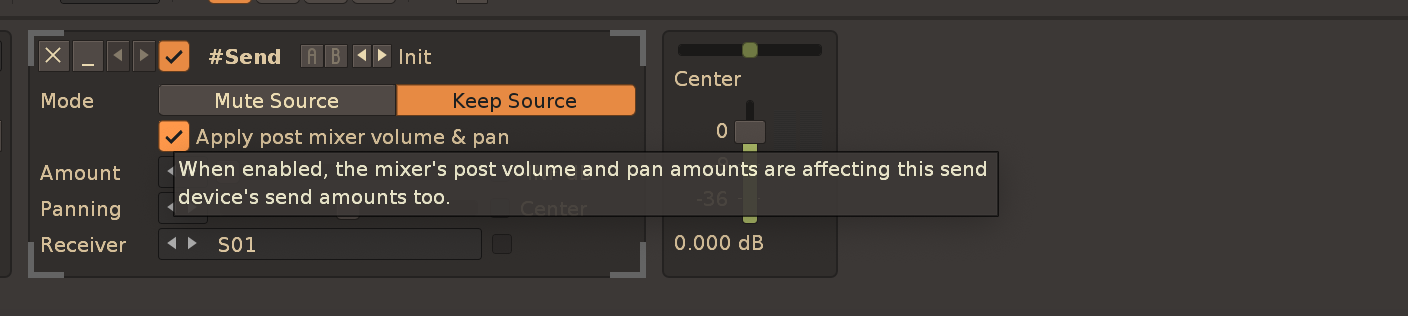 #Send A B Init
Mode Mute Source Keep Source
Apply post mixer volume & pan
Amount
Panning Center
Receiver S01
When enabled, the mixer's post volume and pan amounts are affecting this send
device's send amounts too.
Center
0
-36
0.000 dB